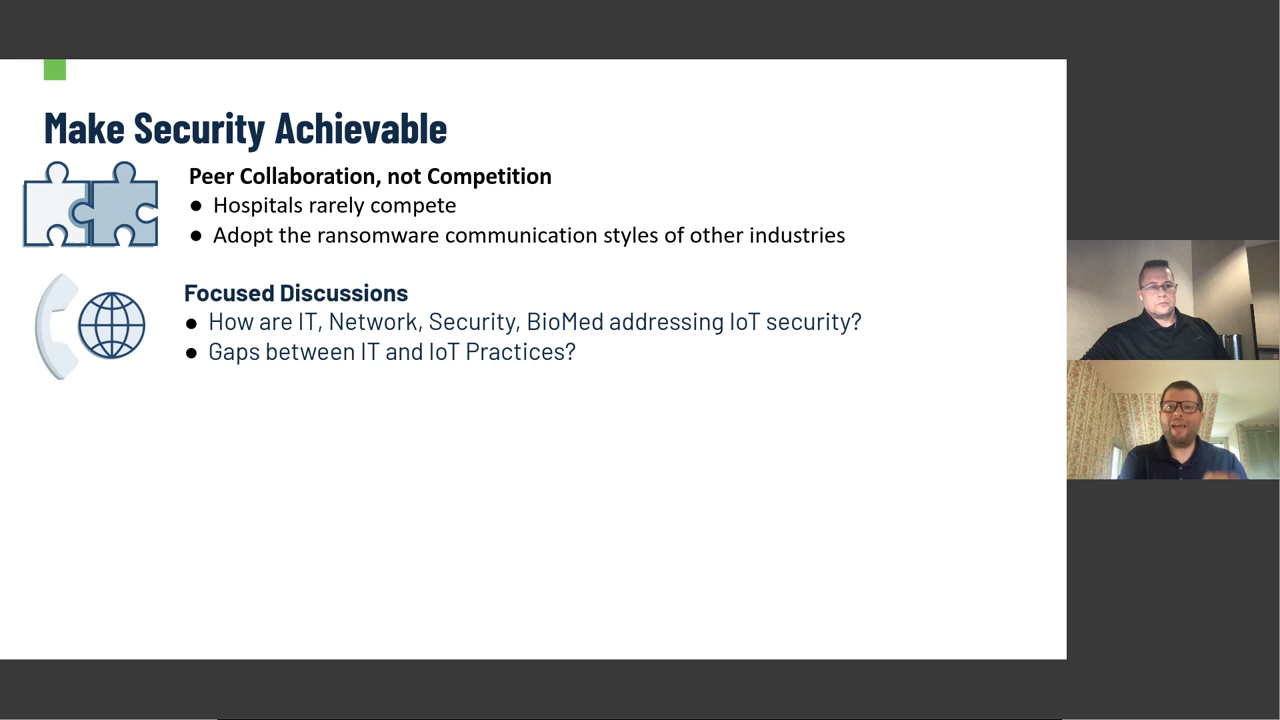 Make Security Achievable
Peer Collaboration, not Competition
● Hospitals rarely compete
● Adopt the ransomware communication styles of other industries
Focused Discussions
● How are IT, Network, Security, BioMed addressing IoT security?
● Gaps between IT and IoT Practices?